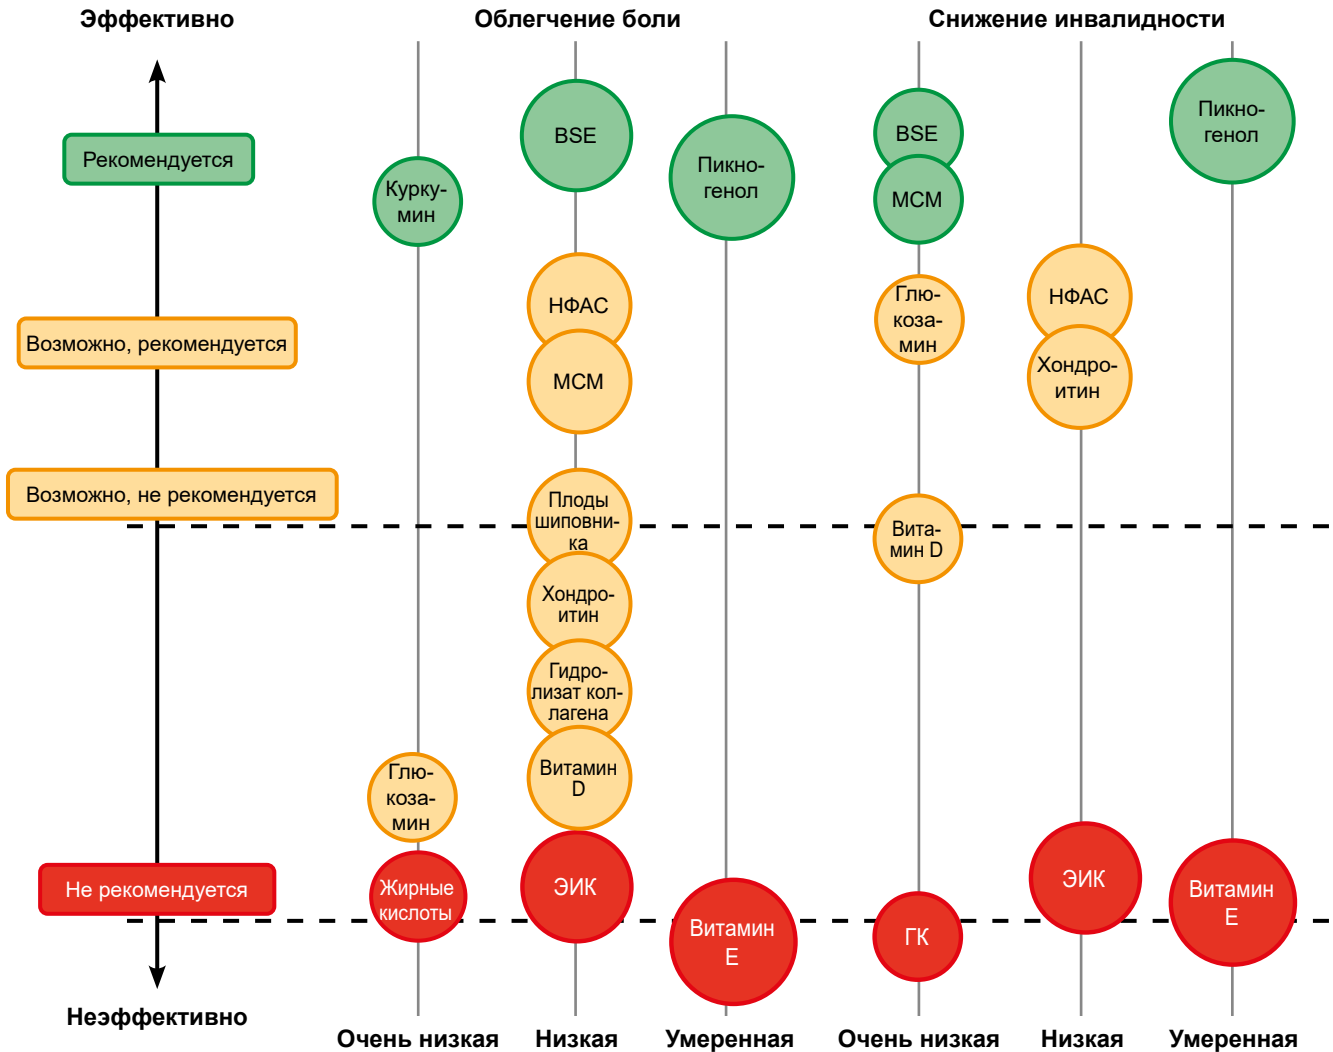 Эффективно
Облегчение боли
Снижение инвалидности
Рекомендуется
Возможно, рекомендуется
Возможно, не рекомендуется
Не рекомендуется
Неэффективно
Курку-
мин
Глю-
коза-
мин
Жирные
кислоты
Очень низкая
BSE
НФАС
МСМ
Плоды
шиповни-
ка
Хондро-
итин
Гидро-
лизат кол-
лагена
Витамин
D
ЭИК
Низкая
Пикно-
генол
Витамин
Е
Умеренная
BSE
МСМ
Глю-
коза-
мин
Вита-
мин D
ГК
Очень низкая
НФАС
Хондро-
итин
ЭИК
Низкая
Пикно-
генол
Витамин
Е
Умеренная